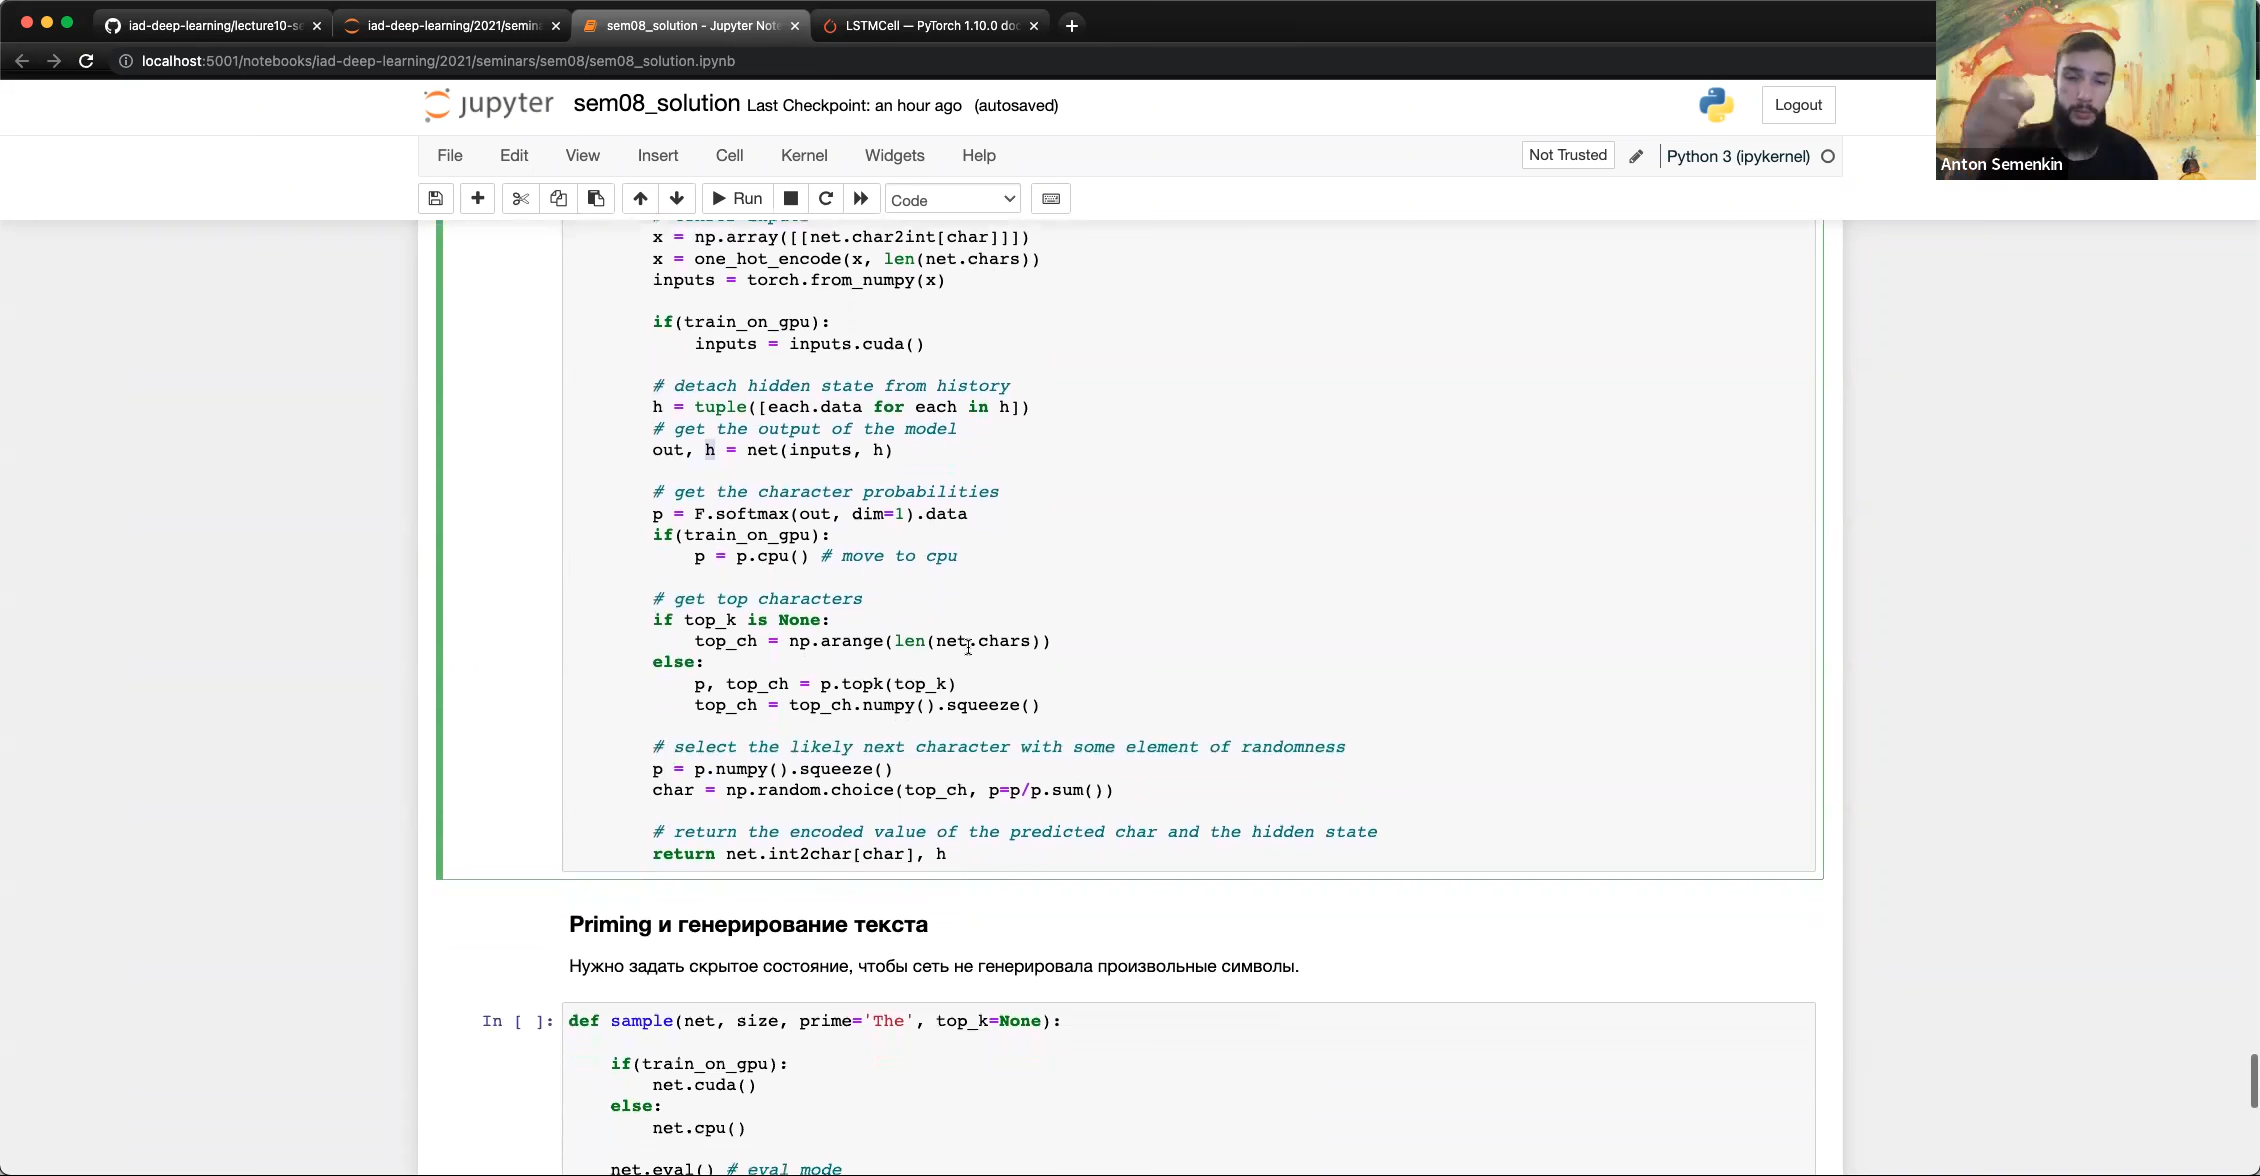 iad-deep-learning/lecture10-se
iad-deep-learning/2021/semina
sem08_solution - Jupyter Note
LSTMCell — PyTorch 1.10.0 doc
localhost:5001/notebooks/iad-deep-learning/2021/seminars/sem08/sem08_solution.ipynb
jupyter sem08_solution Last Checkpoint: an hour ago (autosaved)
Logout
Anton Semenkin
File Edit View Insert Cell Kernel Widgets Help
Not Trusted
Python 3 (ipykernel)
Run
Code
x = np.array([[net.char2int[char]]])
x = one_hot_encode(x, len(net.chars))
inputs = torch.from_numpy(x)
if(train_on_gpu):
inputs = inputs.cuda()
# detach hidden state from history
h = tuple([each.data for each in h])
# get the output of the model
out, h = net(inputs, h)
# get the character probabilities
p = F.softmax(out, dim=1).data
if(train_on_gpu):
p = p.cpu() # move to cpu
# get top characters
if top_k is None:
top_ch = np.arange(len(net.chars))
else:
p, top_ch = p.topk(top_k)
top_ch = top_ch.numpy().squeeze()
# select the likely next character with some element of randomness
p = p.numpy().squeeze()
char = np.random.choice(top_ch, p=p/p.sum())
# return the encoded value of the predicted char and the hidden state
return net.int2char[char], h
Priming и генерирование текста
Нужно задать скрытое состояние, чтобы сеть не генерировала произвольные символы.
In [ ]: def sample(net, size, prime='The', top_k=None):
if(train_on_gpu):
net.cuda()
else:
net.cpu()
net.eval() # eval mode